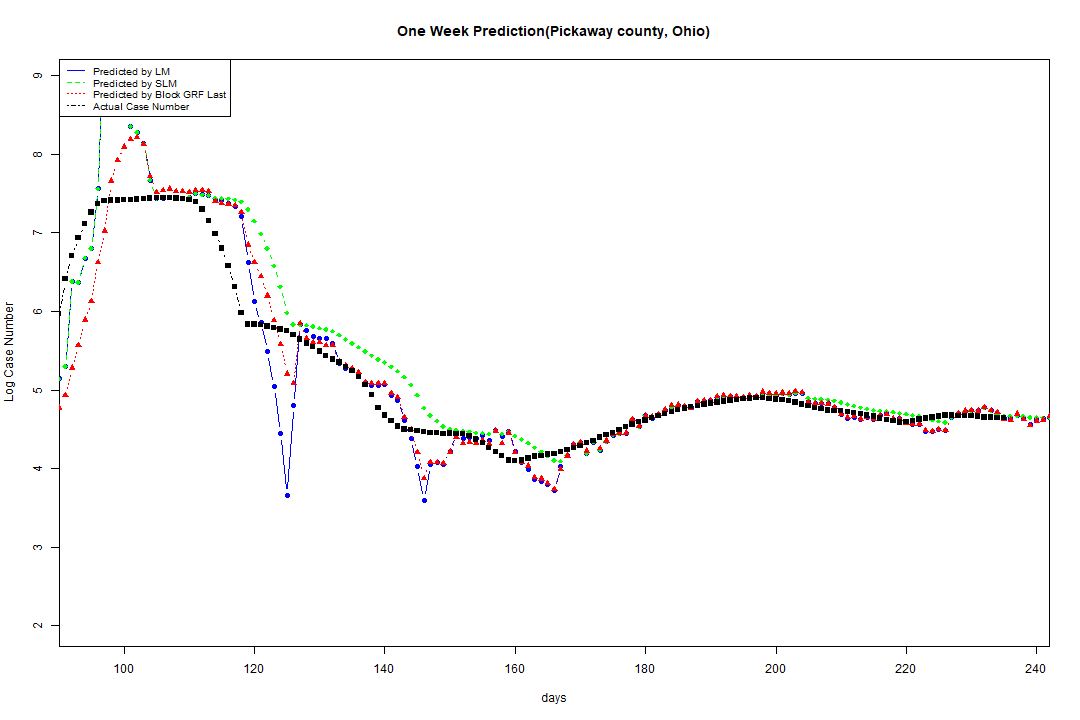 One Week Prediction(Pickaway county, Ohio)
Predicted by LM
Predicted by SLM
Predicted by Block GRF Last
Actual Case Number
9
8
7
6
5
4
3
2
Log Case Number
100 120 140 160 180 200 220 240
days